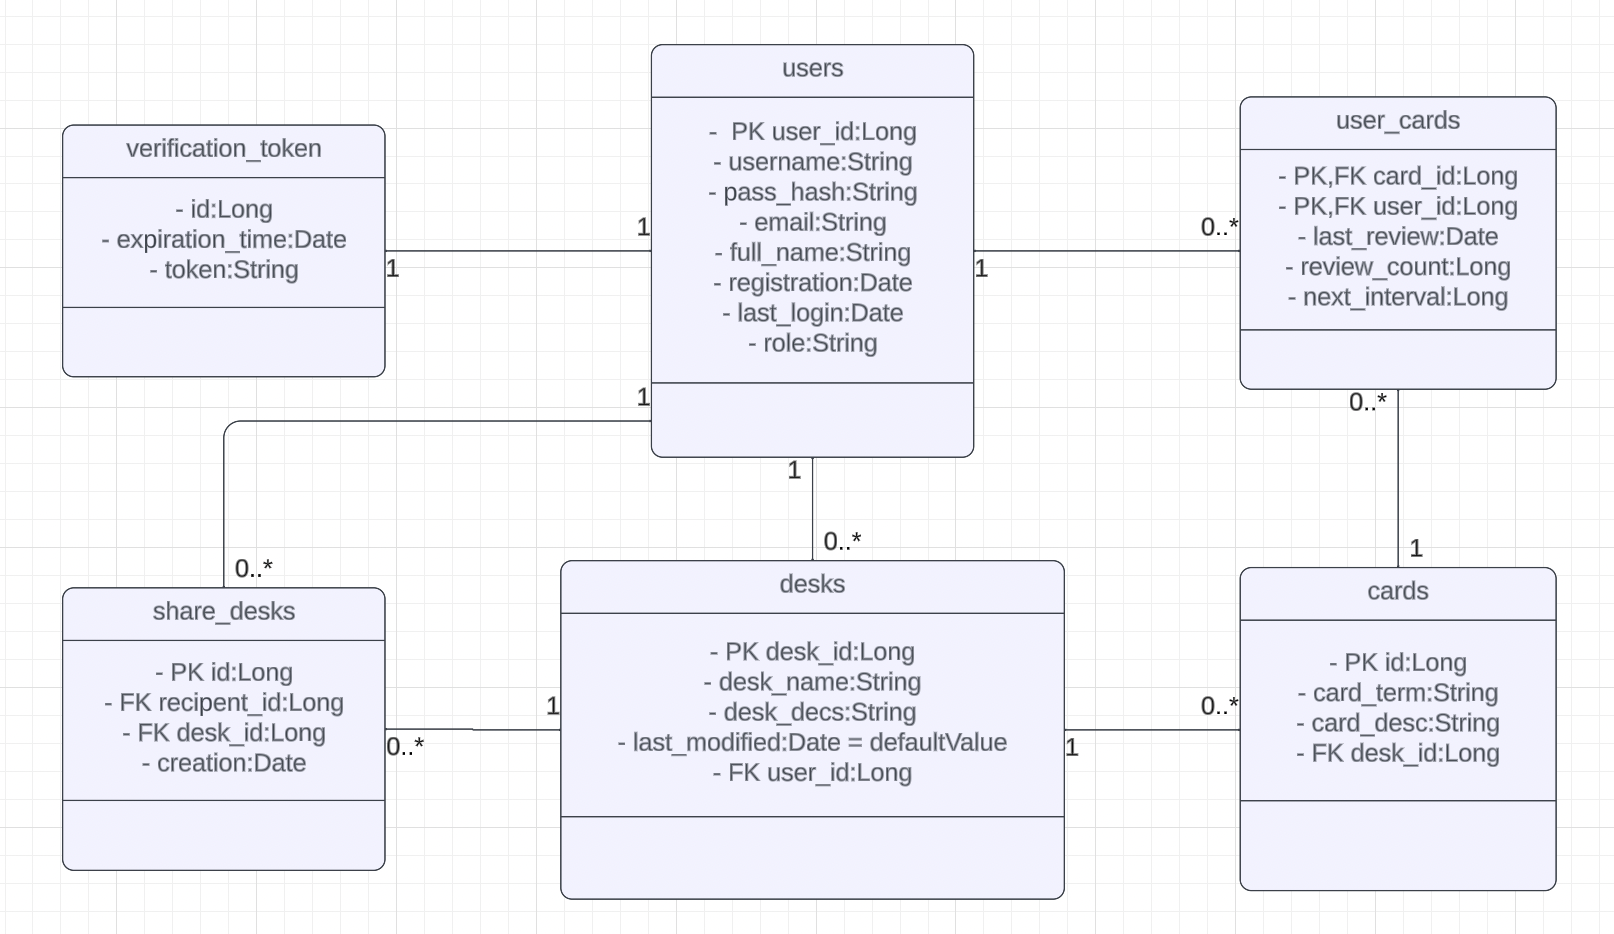 users
- PK user_id:Long
- username:String
- pass_hash:String
- email:String
- full_name:String
- registration:Date
- last_login:Date
- role:String
verification_token
- id:Long
- expiration_time:Date
- token:String
user_cards
- PK,FK card_id:Long
- PK,FK user_id:Long
- last_review:Date
- review_count:Long
- next_interval:Long
1
1
1
0..*
1
0..*
1
0..*
0..*
1
share_desks
- PK id:Long
- FK recipent_id:Long
- FK desk_id:Long
- creation:Date
desks
- PK desk_id:Long
- desk_name:String
- desk_decs:String
- last_modified:Date = defaultValue
- FK user_id:Long
cards
- PK id:Long
- card_term:String
- card_desc:String
- FK desk_id:Long
0..*
1
1
0..*